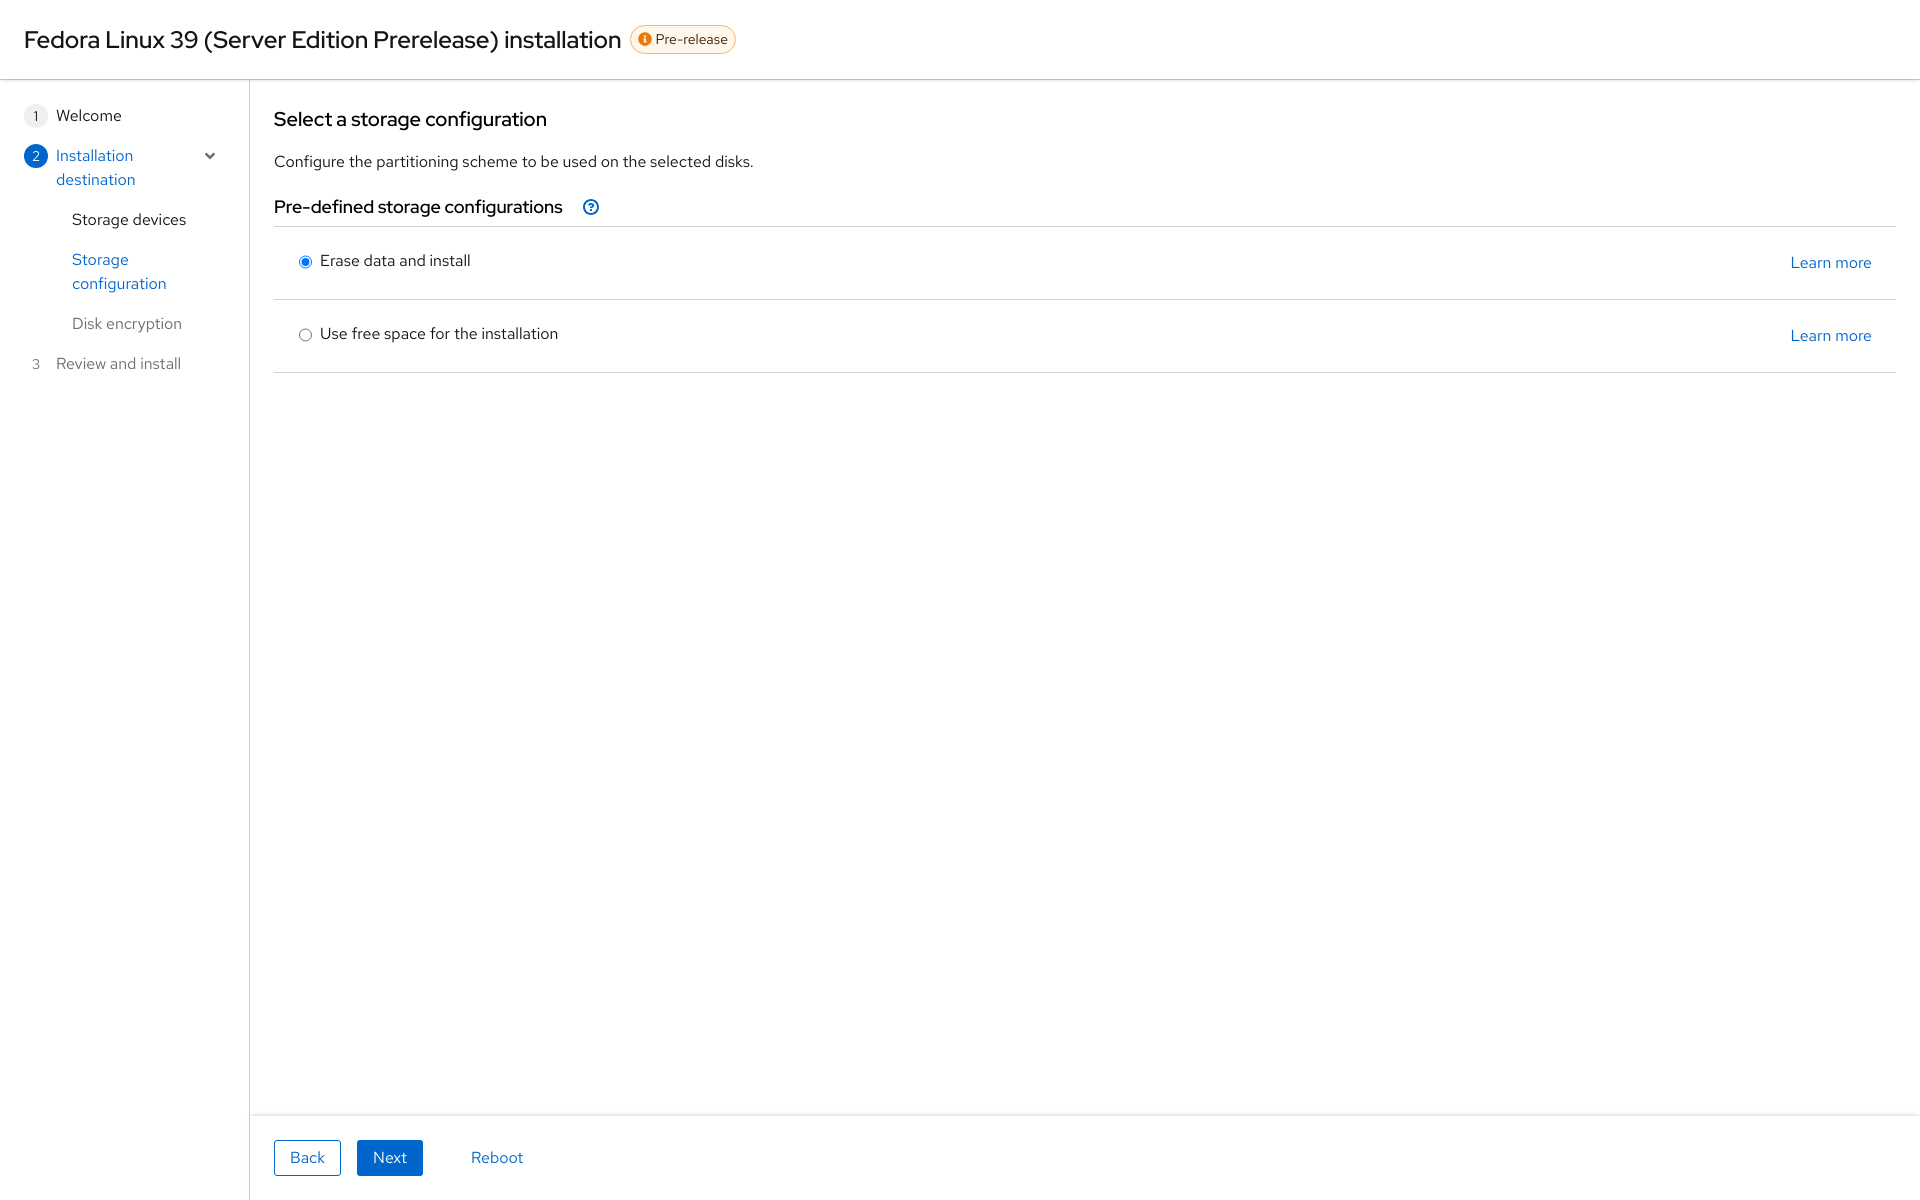 Fedora Linux 39 (Server Edition Prerelease) installation Pre-release
1 Welcome
2 Installation
destination
Storage devices
Storage
configuration
Disk encryption
3 Review and install
Select a storage configuration
Configure the partitioning scheme to be used on the selected disks.
Pre-defined storage configurations
Erase data and install Learn more
Use free space for the installation Learn more
Back Next Reboot